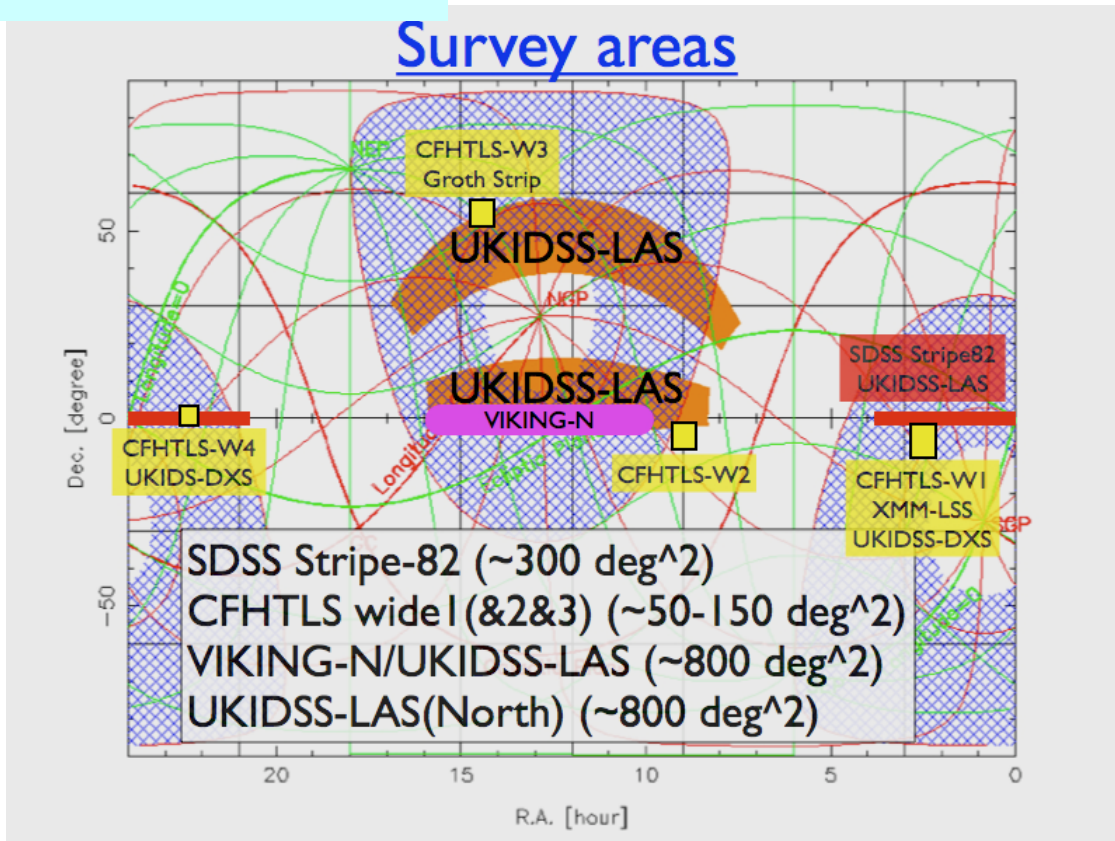 Survey areas
NEP
CFHTLS-W3
Groth Strip
50
UKIDSS-LAS
NGP
SDSS Stripe82
UKIDSS-LAS
UKIDSS-LAS
0
VIKING-N
CFHTLS-W4
UKIDS-DXS
CFHTLS-W2
CFHTLS-W1
XMM-LSS
UKIDSS-DXS
SGP
Dec. [degree]
-50
SDSS Stripe-82 (~300 deg^2)
CFHTLS wide1(&2&3) (~50-150 deg^2)
VIKING-N/UKIDSS-LAS (~800 deg^2)
UKIDSS-LAS(North) (~800 deg^2)
20
15
10
5
0
R.A. [hour]